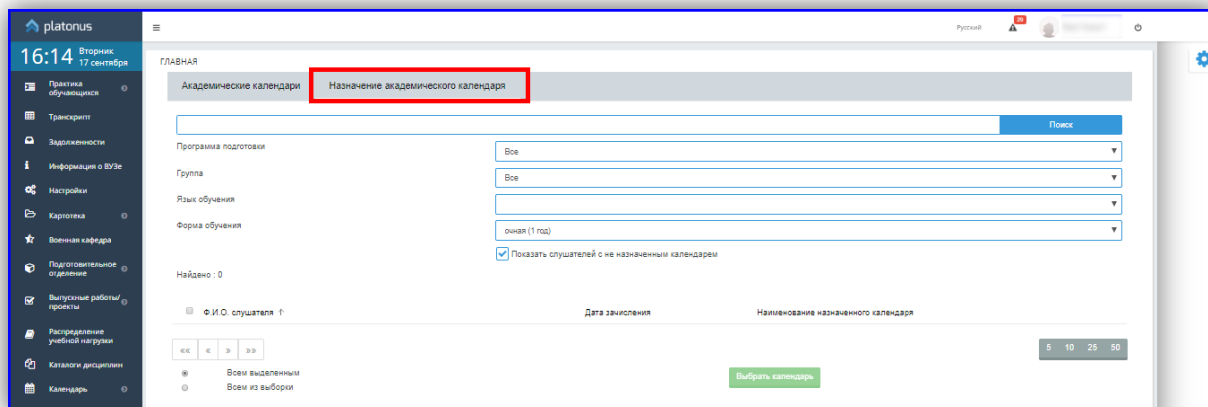 platonus
Русский
29
16:14 Вторник
17 сентября
ГЛАВНАЯ
Академические календари
Назначение академического календаря
Практика
обучающихся
Транскрипт
Задолженности
Информация о ВУЗе
Настройки
Картотека
Военная кафедра
Подготовительное
отделение
Выпускные работы/
проекты
Распределение
учебной нагрузки
Каталоги дисциплин
Календарь
Поиск
Программа подготовки
Все
Группа
Все
Язык обучения
Форма обучения
очная (1 год)
Показать слушателей с не назначенным календарем
Найдено : 0
Ф.И.О. слушателя ↑ Дата зачисления Наименование назначенного календаря
«« « » »»
5 10 25 50
Всем выделенным
Всем из выборки
Выбрать календарь